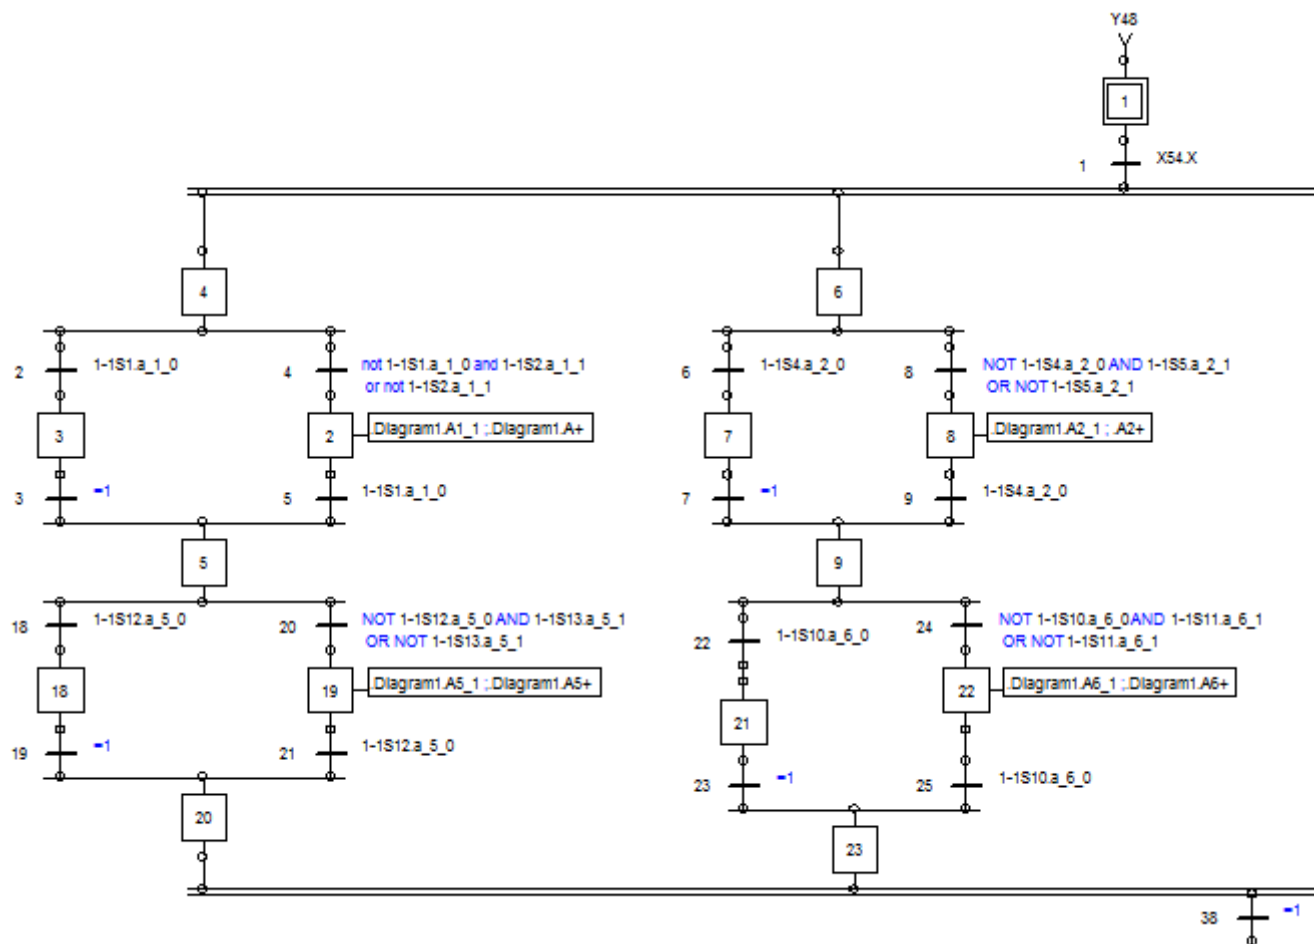 Y48
1
1 X54.X
4
6
2 1-1S1.a_1_0
4 not 1-1S1.a_1_0 and 1-1S2.a_1_1
or not 1-1S2.a_1_1
6 1-1S4.a_2_0
8 NOT 1-1S4.a_2_0 AND 1-1S5.a_2_1
OR NOT 1-1S5.a_2_1
3
2 .Diagram1.A1_1 ;.Diagram1.A+
7
8 .Diagram1.A2_1 ; .A2+
3 =1
5 1-1S1.a_1_0
7 =1
9 1-1S4.a_2_0
5
9
18 1-1S12.a_5_0
20 NOT 1-1S12.a_5_0 AND 1-1S13.a_5_1
OR NOT 1-1S13.a_5_1
22 1-1S10.a_6_0
24 NOT 1-1S10.a_6_0 AND 1-1S11.a_6_1
OR NOT 1-1S11.a_6_1
18
19 .Diagram1.A5_1 ;.Diagram1.A5+
21
22 .Diagram1.A6_1 ;.Diagram1.A6+
19 =1
21 1-1S12.a_5_0
23 =1
25 1-1S10.a_6_0
20
23
38 =1